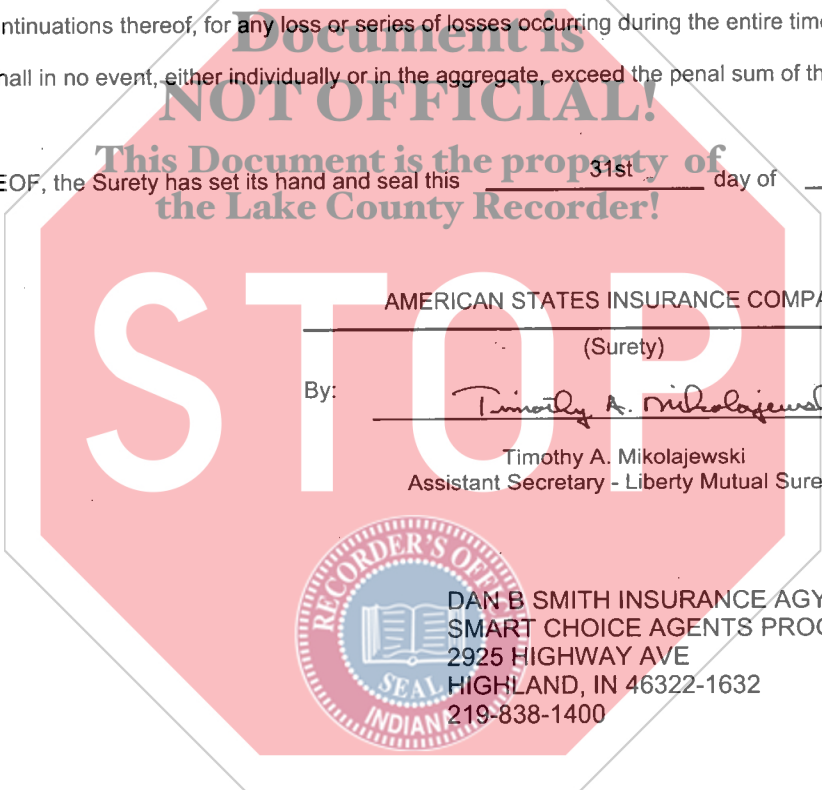 ntinuations thereof, for any loss or series of losses occurring during the entire time
Document is
hall in no event, either individually or in the aggregate, exceed the penal sum of th
NOT OFFICIAL!
This Document is the property of
EOF, the Surety has set its hand and seal this 31st day of
the Lake County Recorder!
STOP
AMERICAN STATES INSURANCE COMPA
(Surety)
By: Timothy A. Mikolajewsk
Timothy A. Mikolajewski
Assistant Secretary - Liberty Mutual Sure
RECORDER'S OFFICE
SEAL
INDIANA
DAN B SMITH INSURANCE AGY
SMART CHOICE AGENTS PROG
2925 HIGHWAY AVE
HIGHLAND, IN 46322-1632
219-838-1400